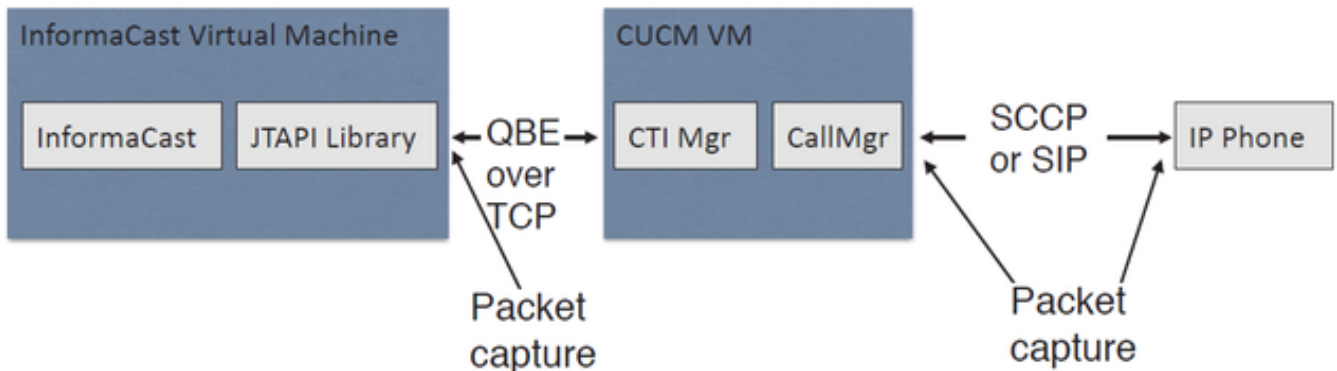 InformaCast Virtual Machine
InformaCast
JTAPI Library
QBE
over
TCP
CUCM VM
CTI Mgr
CallMgr
SCCP
or SIP
IP Phone
Packet
capture
Packet
capture